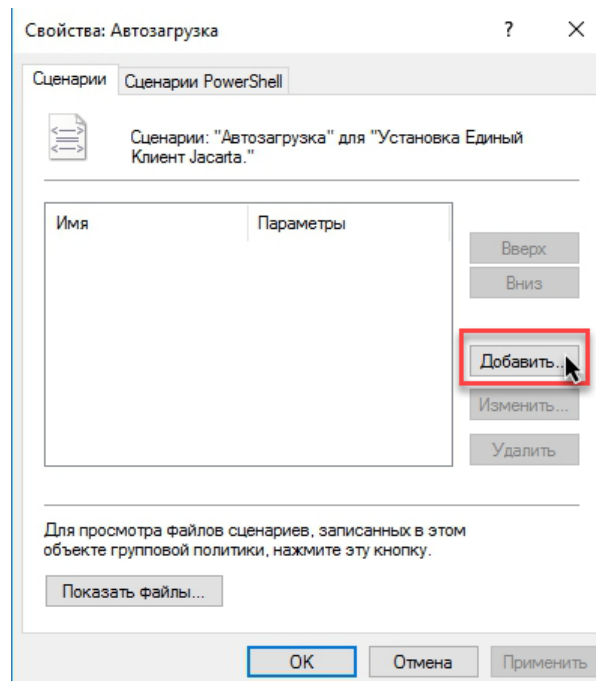 Свойства: Автозагрузка
?
Сценарии
Сценарии PowerShell
Сценарии: "Автозагрузка" для "Установка Единый
Клиент Jacarta."
Имя
Параметры
Вверх
Вниз
Добавить...
Изменить...
Удалить
Для просмотра файлов сценариев, записанных в этом
объекте групповой политики, нажмите эту кнопку.
Показать файлы...
OK
Отмена
Применить